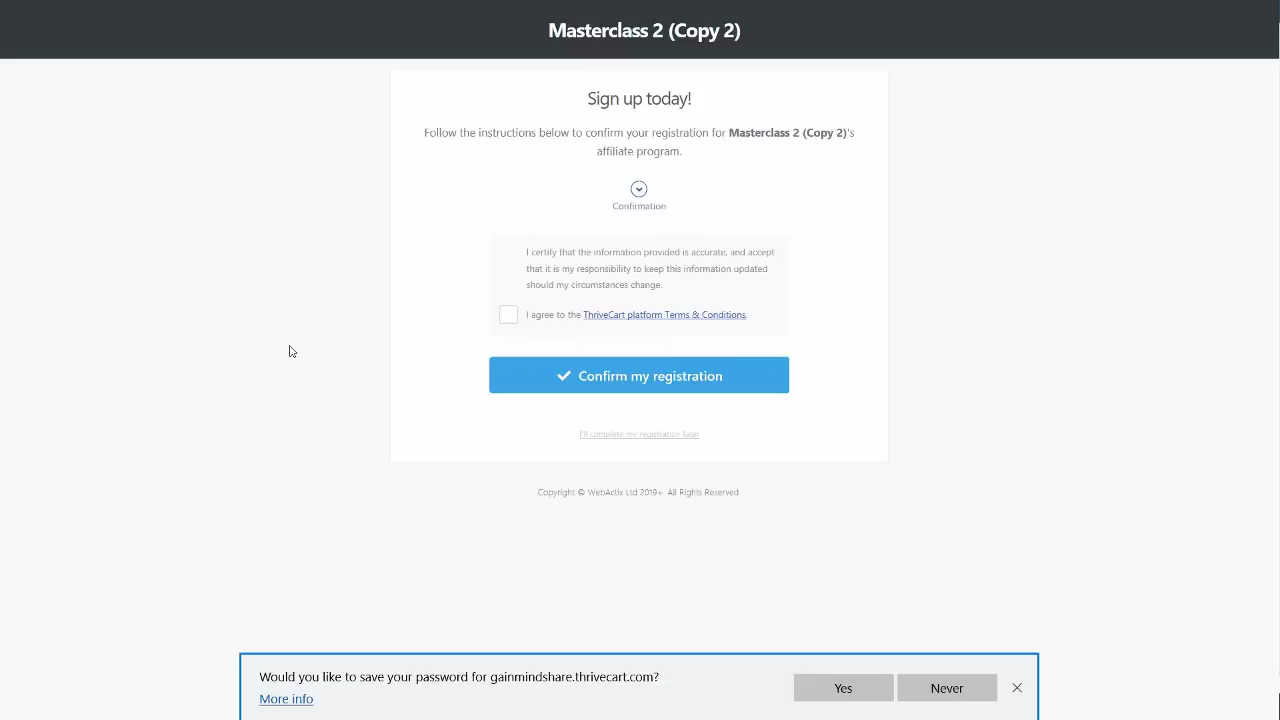 Masterclass 2 (Copy 2)
Sign up today!
Follow the instructions below to confirm your registration for Masterclass 2 (Copy 2)'s
affiliate program.
Confirmation
I certify that the information provided is accurate, and accept
that it is my responsibility to keep this information updated
should my circumstances change.
I agree to the ThriveCart platform Terms & Conditions.
Confirm my registration
I'll complete my registration later
Copyright © WebActix Ltd 2019+. All Rights Reserved
Would you like to save your password for gainmindshare.thrivecart.com?
More info
Yes
Never